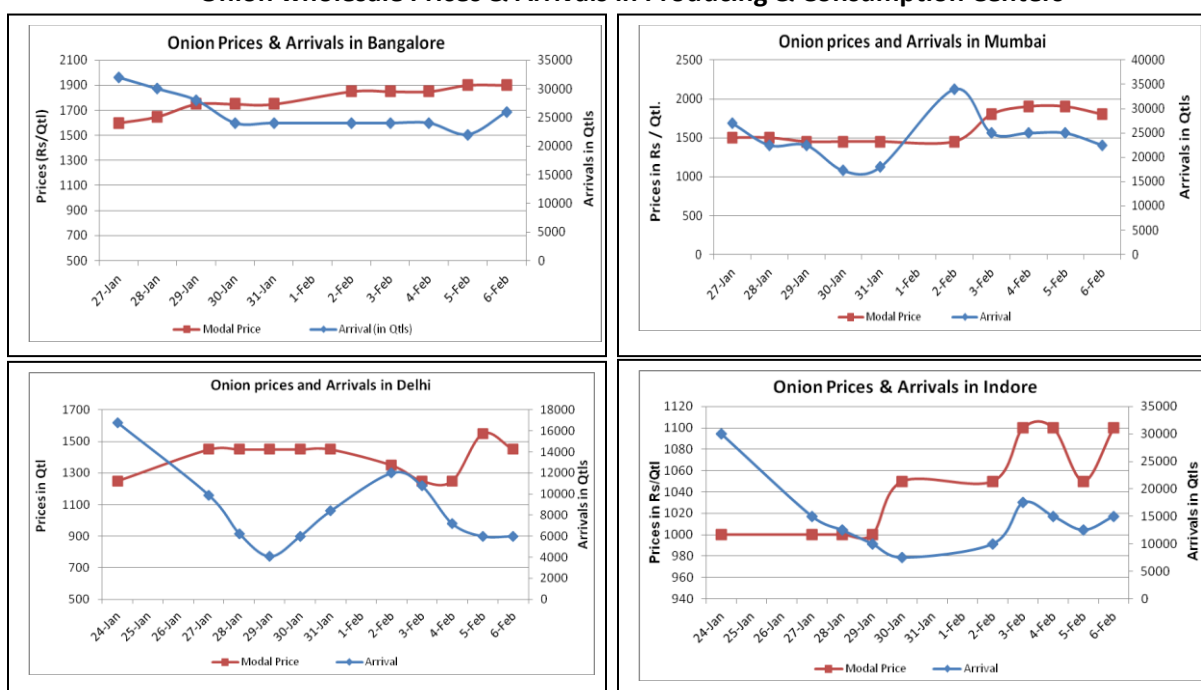 Onion Wholesale Prices & Arrivals in Producing & Consumption Centers
Onion Prices & Arrivals in Bangalore
Prices (Rs/Qtl)
2100
1900
1700
1500
1300
1100
900
700
500
35000
30000
25000
20000
15000
10000
5000
0
Arrivals in Qtls
27-Jan
28-Jan
29-Jan
30-Jan
31-Jan
1-Feb
2-Feb
3-Feb
4-Feb
5-Feb
6-Feb
Modal Price
Arrival (in Qtls)
Onion prices and Arrivals in Mumbai
Prices in Rs / Qtl.
2500
2000
1500
1000
500
0
40000
35000
30000
25000
20000
15000
10000
5000
0
Arrivals in Qtls
27-Jan
28-Jan
29-Jan
30-Jan
31-Jan
1-Feb
2-Feb
3-Feb
4-Feb
5-Feb
6-Feb
Modal Price
Arrival
Onion prices and Arrivals in Delhi
Prices in Qtl
1700
1500
1300
1100
900
700
500
18000
16000
14000
12000
10000
8000
6000
4000
2000
0
Arrivals in Qtls
24-Jan
25-Jan
26-Jan
27-Jan
28-Jan
29-Jan
30-Jan
31-Jan
1-Feb
2-Feb
3-Feb
4-Feb
5-Feb
6-Feb
Modal Price
Arrival
Onion Prices & Arrivals in Indore
Prices in Rs/Qtl
1120
1100
1080
1060
1040
1020
1000
980
960
940
35000
30000
25000
20000
15000
10000
5000
0
Arrivals in Qtls
24-Jan
25-Jan
26-Jan
27-Jan
28-Jan
29-Jan
30-Jan
1-Feb
2-Feb
3-Feb
4-Feb
5-Feb
6-Feb
Modal Price
Arrival